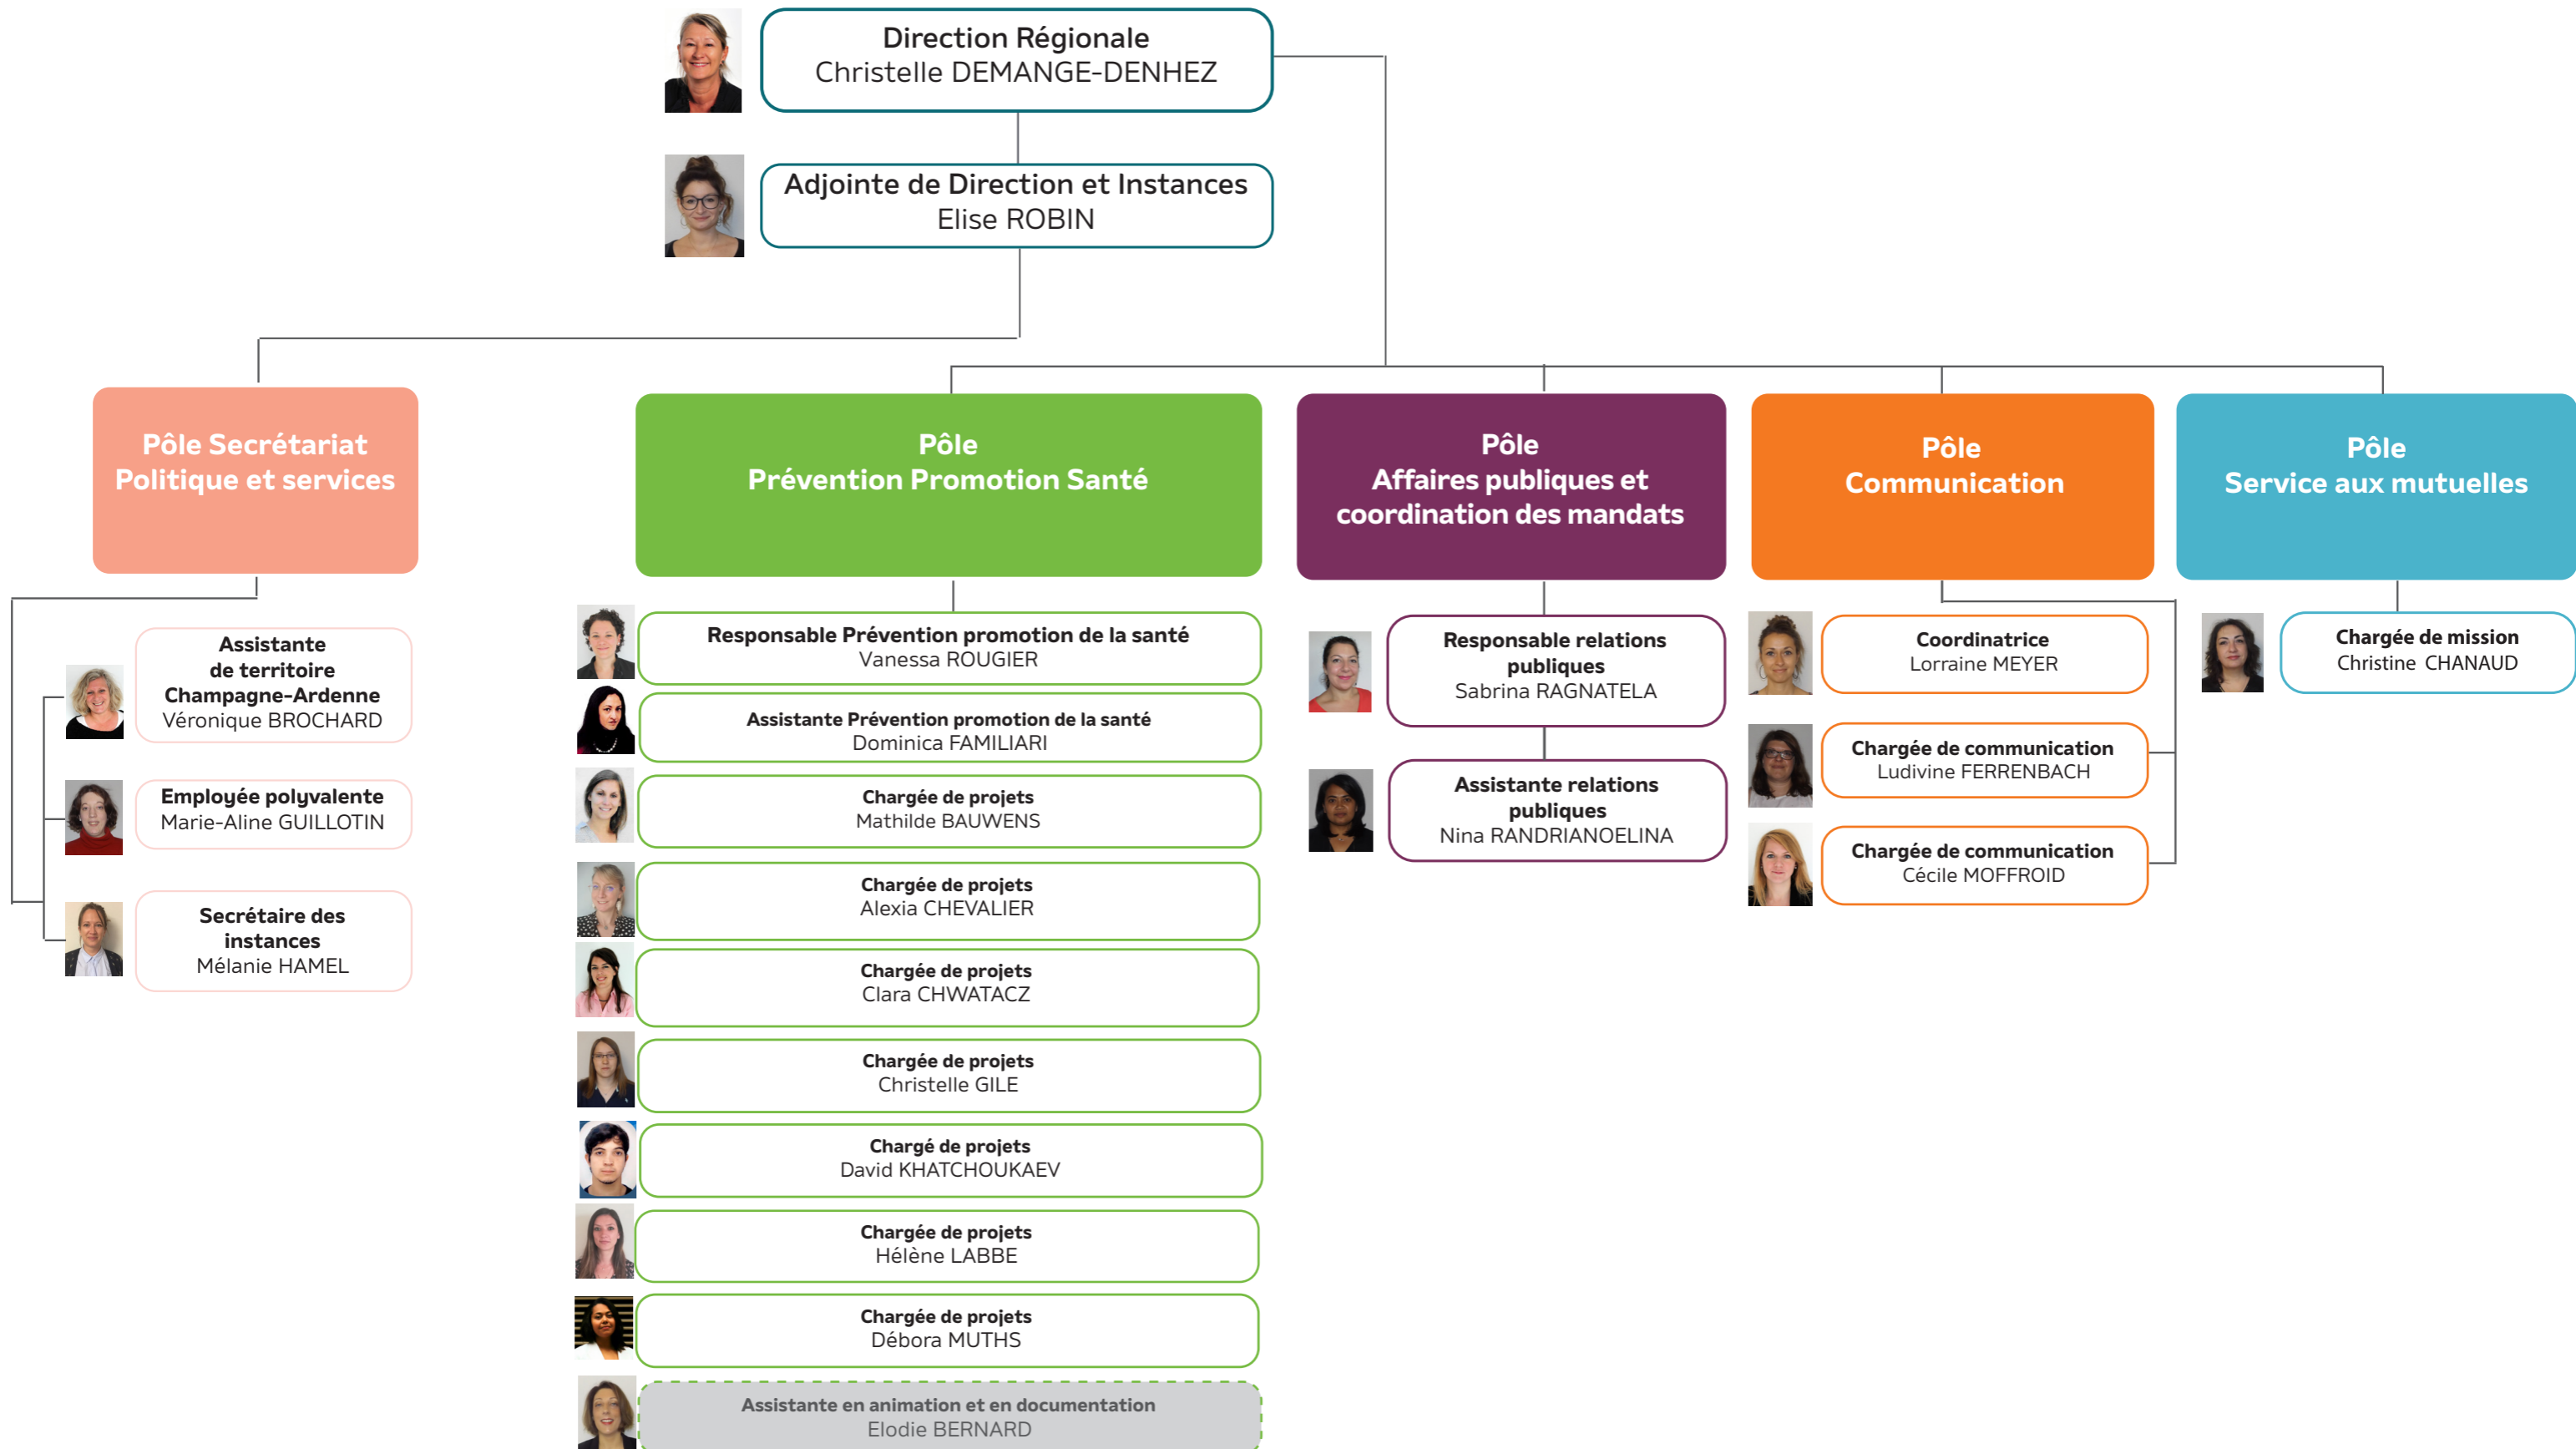 Direction Régionale
Christelle DEMANGE-DENHEZ
Adjointe de Direction et Instances
Elise ROBIN
Pôle Secrétariat
Politique et services
Assistante
de territoire
Champagne-Ardenne
Véronique BROCHARD
Employée polyvalente
Marie-Aline GUILLOTIN
Secrétaire des
instances
Mélanie HAMEL
Pôle
Prévention Promotion Santé
Responsable Prévention promotion de la santé
Vanessa ROUGIER
Assistante Prévention promotion de la santé
Dominica FAMILIARI
Chargée de projets
Mathilde BAUWENS
Chargée de projets
Alexia CHEVALIER
Chargée de projets
Clara CHWATACZ
Chargée de projets
Christelle GILE
Chargé de projets
David KHATCHOUKAEV
Chargée de projets
Hélène LABBE
Chargée de projets
Débora MUTHS
Assistante en animation et en documentation
Elodie BERNARD
Pôle
Affaires publiques et
coordination des mandats
Responsable relations
publiques
Sabrina RAGNATELA
Assistante relations
publiques
Nina RANDRIANOELINA
Pôle
Communication
Coordinatrice
Lorraine MEYER
Chargée de communication
Ludivine FERRENBACH
Chargée de communication
Cécile MOFFROID
Pôle
Service aux mutuelles
Chargée de mission
Christine CHANAUD